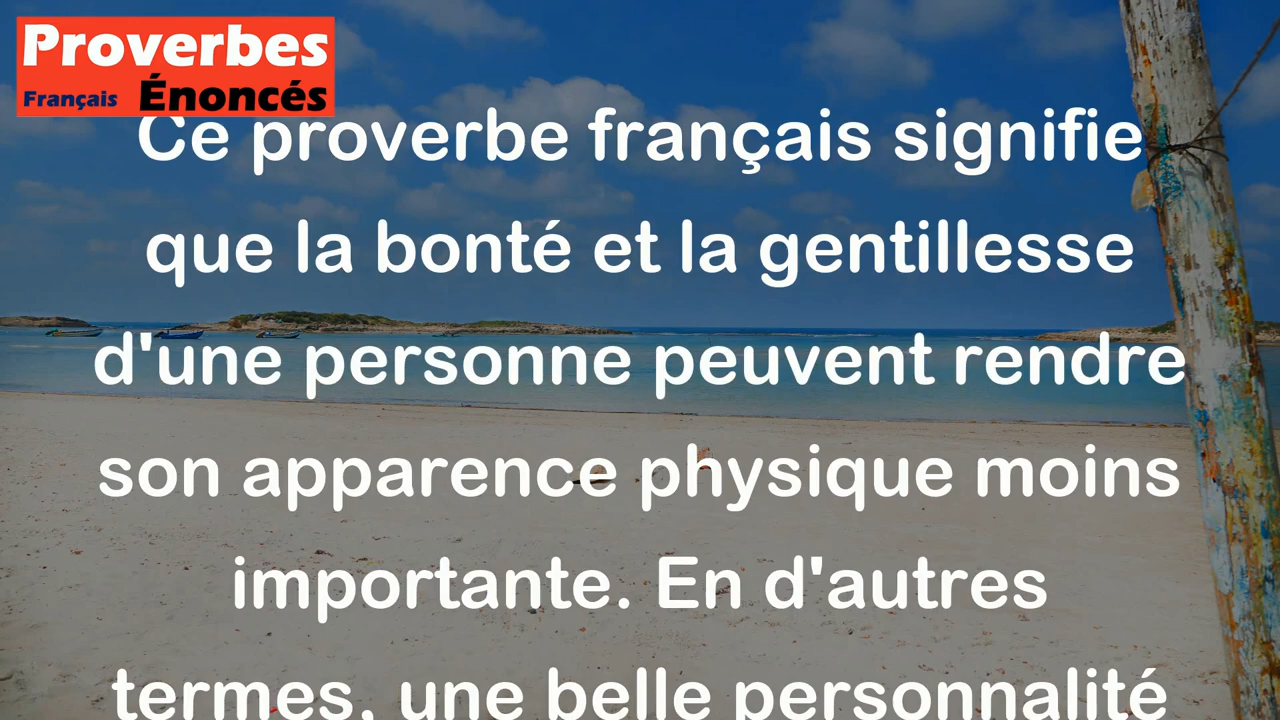 Proverbes
Français Énoncés
Ce proverbe français signifie
que la bonté et la gentillesse
d'une personne peuvent rendre
son apparence physique moins
importante. En d'autres
termes, une belle personnalité